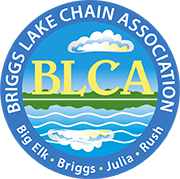 BRIGGS LAKE CHAIN ASSOCIATION
BLCA
Big Elk • Briggs • Julia • Rush